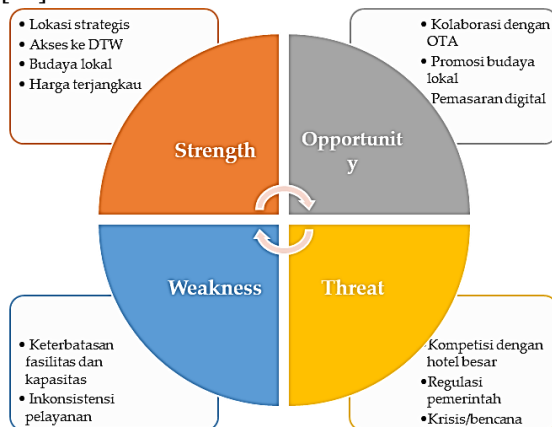 • Lokasi strategis
• Akses ke DTW
• Budaya lokal
• Harga terjangkau
• Kolaborasi dengan
OTA
• Promosi budaya
lokal
Pemasaran digital
Strength
Opportunit
y
Weakness
Threat
• Keterbatasan
fasilitas dan
kapasitas
• Inkonsistensi
pelayanan
Kompetisi dengan
hotel besar
•Regulasi
pemerintah
•Krisis/bencana